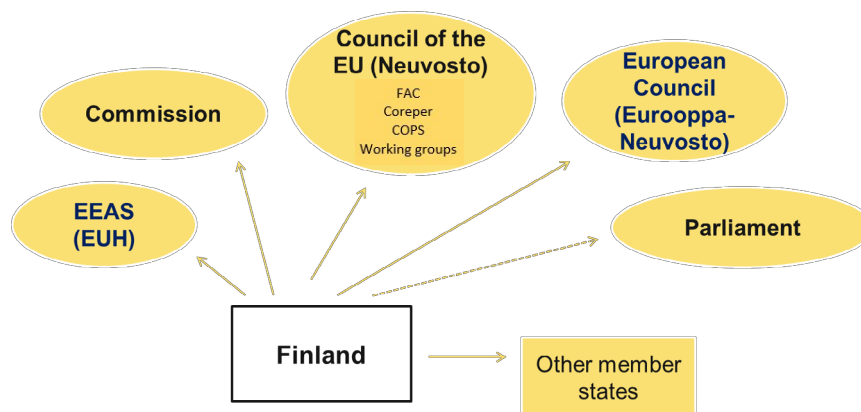 Council of the
EU (Neuvosto)
FAC
Coreper
COPS
Working groups
European
Council
(Eurooppa-
Neuvosto)
Commission
EEAS
(EUH)
Parliament
Finland
Other member
states